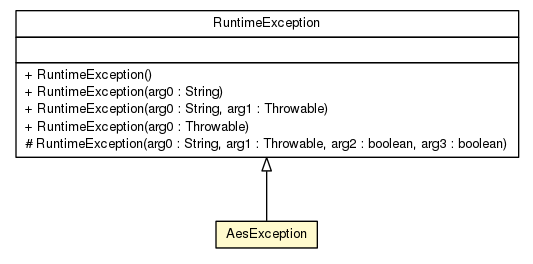 RuntimeException
+ RuntimeException()
+ RuntimeException(arg0 : String)
+ RuntimeException(arg0 : String, arg1 : Throwable)
+ RuntimeException(arg0 : Throwable)
# RuntimeException(arg0 : String, arg1 : Throwable, arg2 : boolean, arg3 : boolean)
AesException